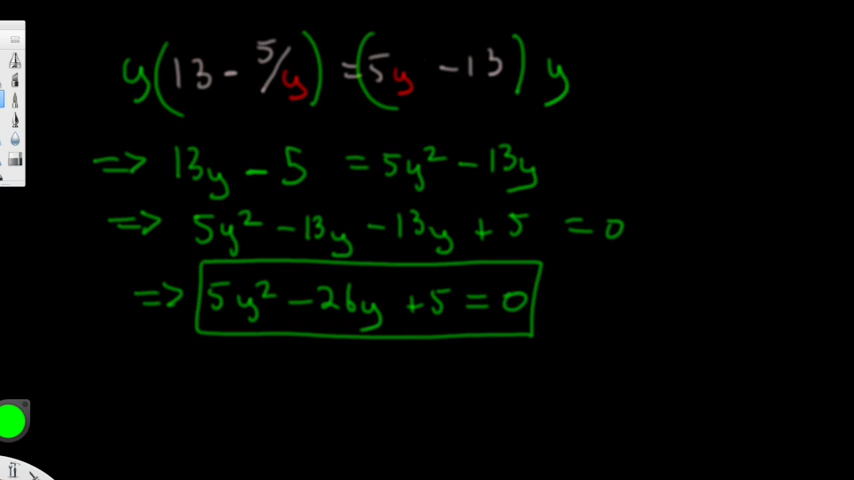 y(13 - 5/y) = (5y - 13) y
=> 13y - 5 = 5y² - 13y
=> 5y² - 13y - 13y + 5 = 0
=> 5y² - 26y + 5 = 0